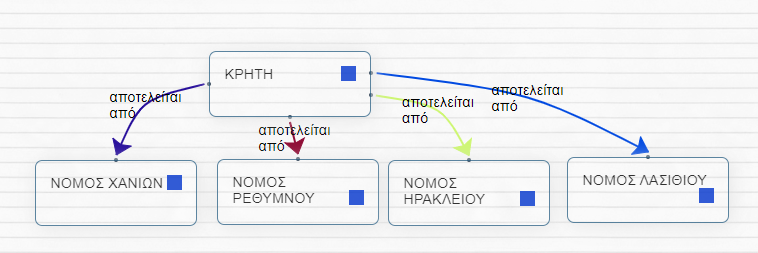 ΚΡΗΤΗ
αποτελείται
από
αποτελείται
από
αποτελείται
από
αποτελείται
από
ΝΟΜΟΣ ΧΑΝΙΩΝ
ΝΟΜΟΣ
ΡΕΘΥΜΝΟΥ
ΝΟΜΟΣ
ΗΡΑΚΛΕΙΟΥ
ΝΟΜΟΣ ΛΑΣΙΘΙΟΥ